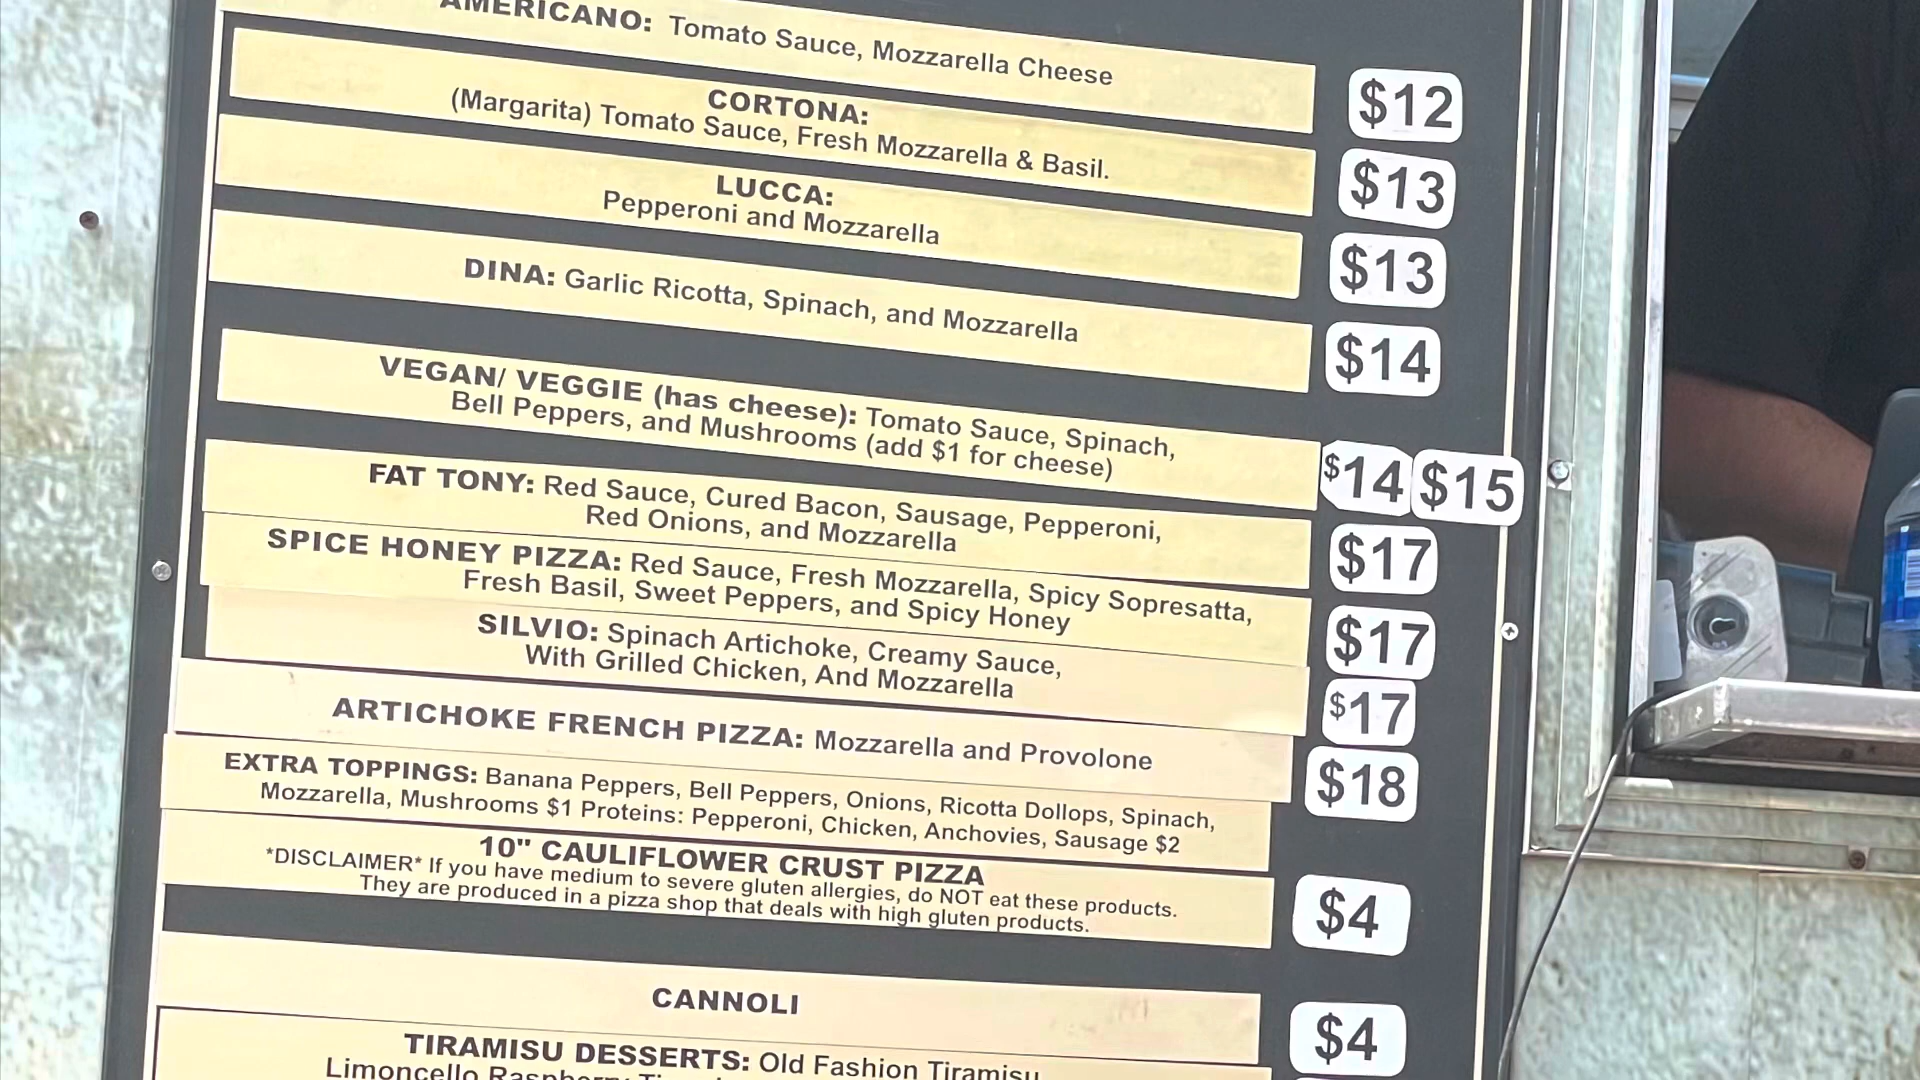 AMERICANO: Tomato Sauce, Mozzarella Cheese
$12
CORTONA:
(Margarita) Tomato Sauce, Fresh Mozzarella & Basil.
$13
LUCCA:
Pepperoni and Mozzarella
$13
DINA: Garlic Ricotta, Spinach, and Mozzarella
$14
VEGAN/ VEGGIE (has cheese): Tomato Sauce, Spinach,
Bell Peppers, and Mushrooms (add $1 for cheese)
$14 $15
FAT TONY: Red Sauce, Cured Bacon, Sausage, Pepperoni,
Red Onions, and Mozzarella
$17
SPICE HONEY PIZZA: Red Sauce, Fresh Mozzarella, Spicy Sopresatta,
Fresh Basil, Sweet Peppers, and Spicy Honey
$17
SILVIO: Spinach Artichoke, Creamy Sauce,
With Grilled Chicken, And Mozzarella
$17
ARTICHOKE FRENCH PIZZA: Mozzarella and Provolone
$18
EXTRA TOPPINGS: Banana Peppers, Bell Peppers, Onions, Ricotta Dollops, Spinach,
Mozzarella, Mushrooms $1 Proteins: Pepperoni, Chicken, Anchovies, Sausage $2
10" CAULIFLOWER CRUST PIZZA
*DISCLAIMER* If you have medium to severe gluten allergies, do NOT eat these products.
They are produced in a pizza shop that deals with high gluten products.
$4
CANNOLI
$4
TIRAMISU DESSERTS: Old Fashion Tiramisu
Limoncello Raspberry